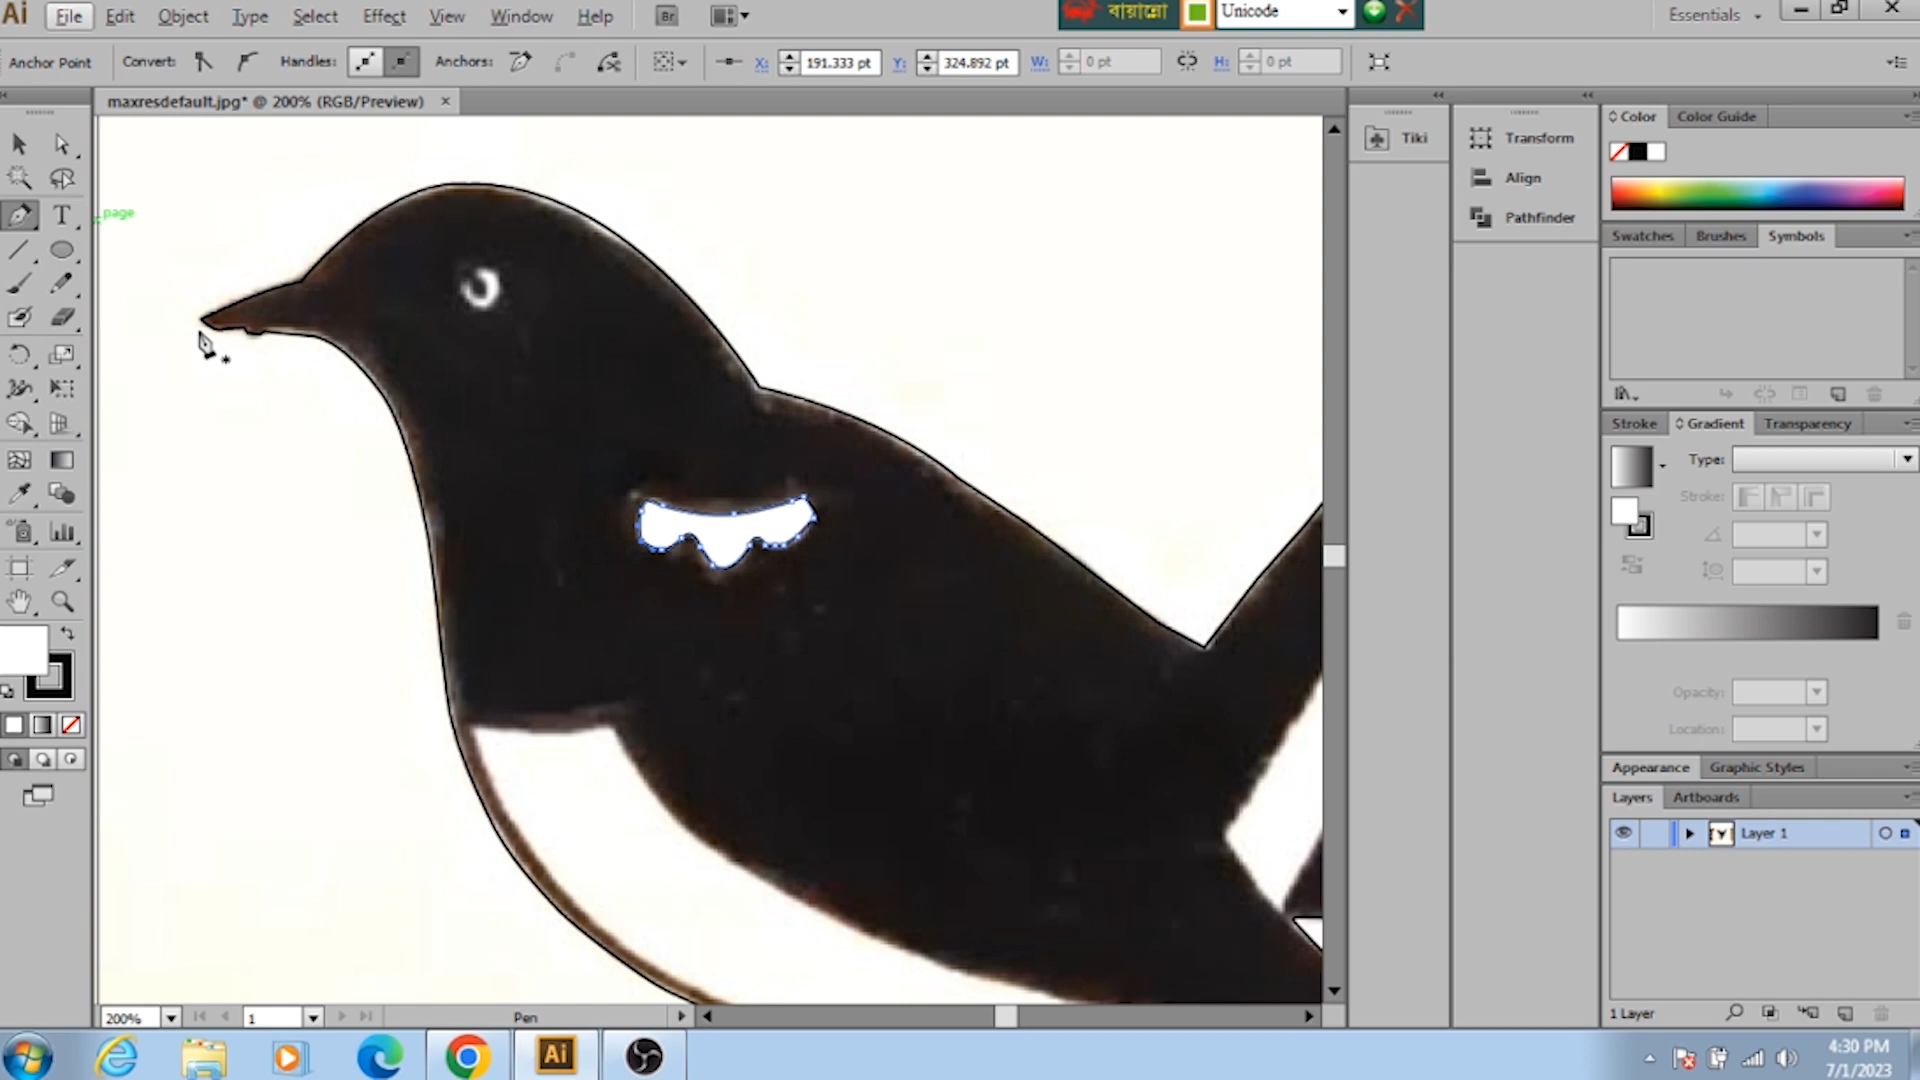 Ai File Edit Object Type Select Effect View Window Help Br বায়ান্নো Unicode Essentials
Anchor Point Convert: Handles: Anchors: X: 191.333 pt Y: 324.892 pt W: 0 pt H: 0 pt
maxresdefault.jpg* @ 200% (RGB/Preview) ×
Tiki
Transform
Align
Pathfinder
Color Color Guide
page
T
Swatches Brushes Symbols
Stroke Gradient Transparency
Type:
Stroke:
Opacity:
Location:
Appearance Graphic Styles
Layers Artboards
Layer 1
1 Layer
200% 1 Pen
Ai
4:30 PM
7/1/2023